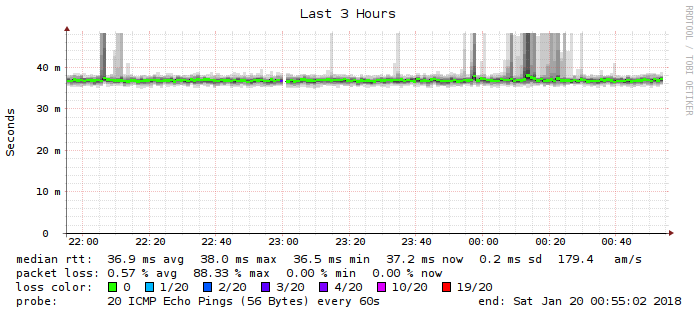 Last 3 Hours
RRDTOOL / TOBI OETIKER
Seconds
40 m
30 m
20 m
10 m
0
22:00 22:20 22:40 23:00 23:20 23:40 00:00 00:20 00:40
median rtt: 36.9 ms avg 38.0 ms max 36.5 ms min 37.2 ms now 0.2 ms sd 179.4 am/s
packet loss: 0.57 % avg 88.33 % max 0.00 % min 0.00 % now
loss color: 0 1/20 2/20 3/20 4/20 10/20 19/20
probe: 20 ICMP Echo Pings (56 Bytes) every 60s end: Sat Jan 20 00:55:02 2018